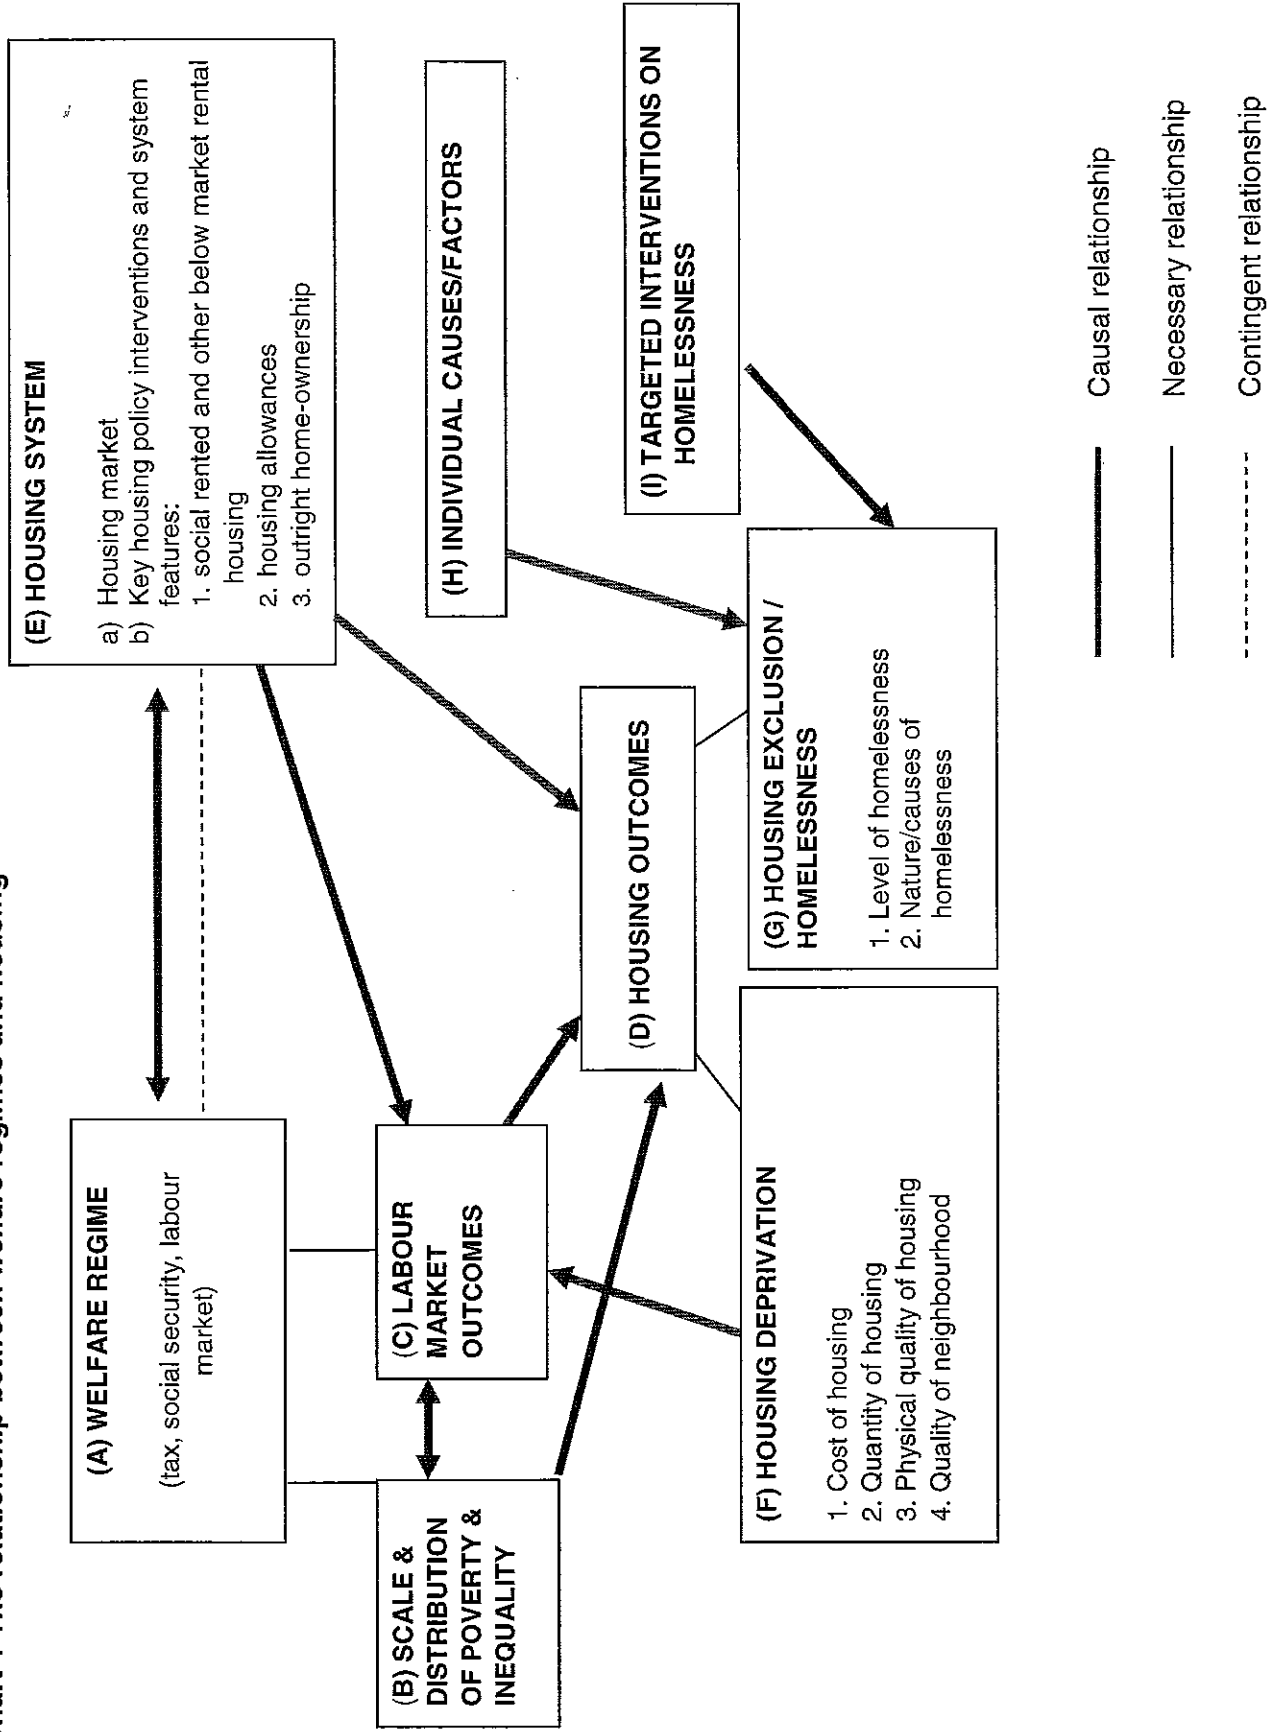 1 The relationship between welfare regimes and housing
(A) WELFARE REGIME
(tax, social security, labour
market)
(E) HOUSING SYSTEM
a) Housing market
b) Key housing policy interventions and system
features:
1. social rented and other below market rental
housing
2. housing allowances
3. outright home-ownership
(B) SCALE &
DISTRIBUTION
OF POVERTY &
INEQUALITY
(C) LABOUR
MARKET
OUTCOMES
(H) INDIVIDUAL CAUSES/FACTORS
(D) HOUSING OUTCOMES
(I) TARGETED INTERVENTIONS ON
HOMELESSNESS
(F) HOUSING DEPRIVATION
1. Cost of housing
2. Quantity of housing
3. Physical quality of housing
4. Quality of neighbourhood
(G) HOUSING EXCLUSION /
HOMELESSNESS
1. Level of homelessness
2. Nature/causes of
homelessness
Causal relationship
Necessary relationship
Contingent relationship